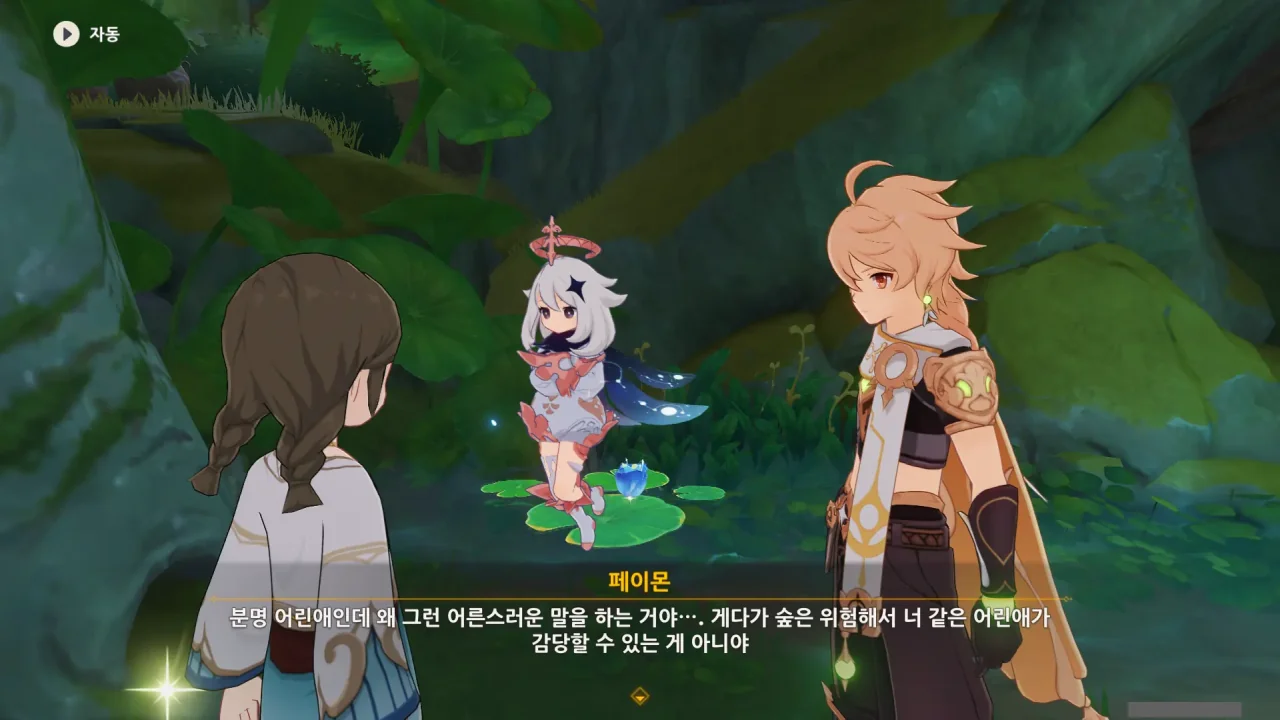 자동
페이몬
분명 어린애인데 왜 그런 어른스러운 말을 하는 거야…. 게다가 숲은 위험해서 너 같은 어린애가
감당할 수 있는 게 아니야